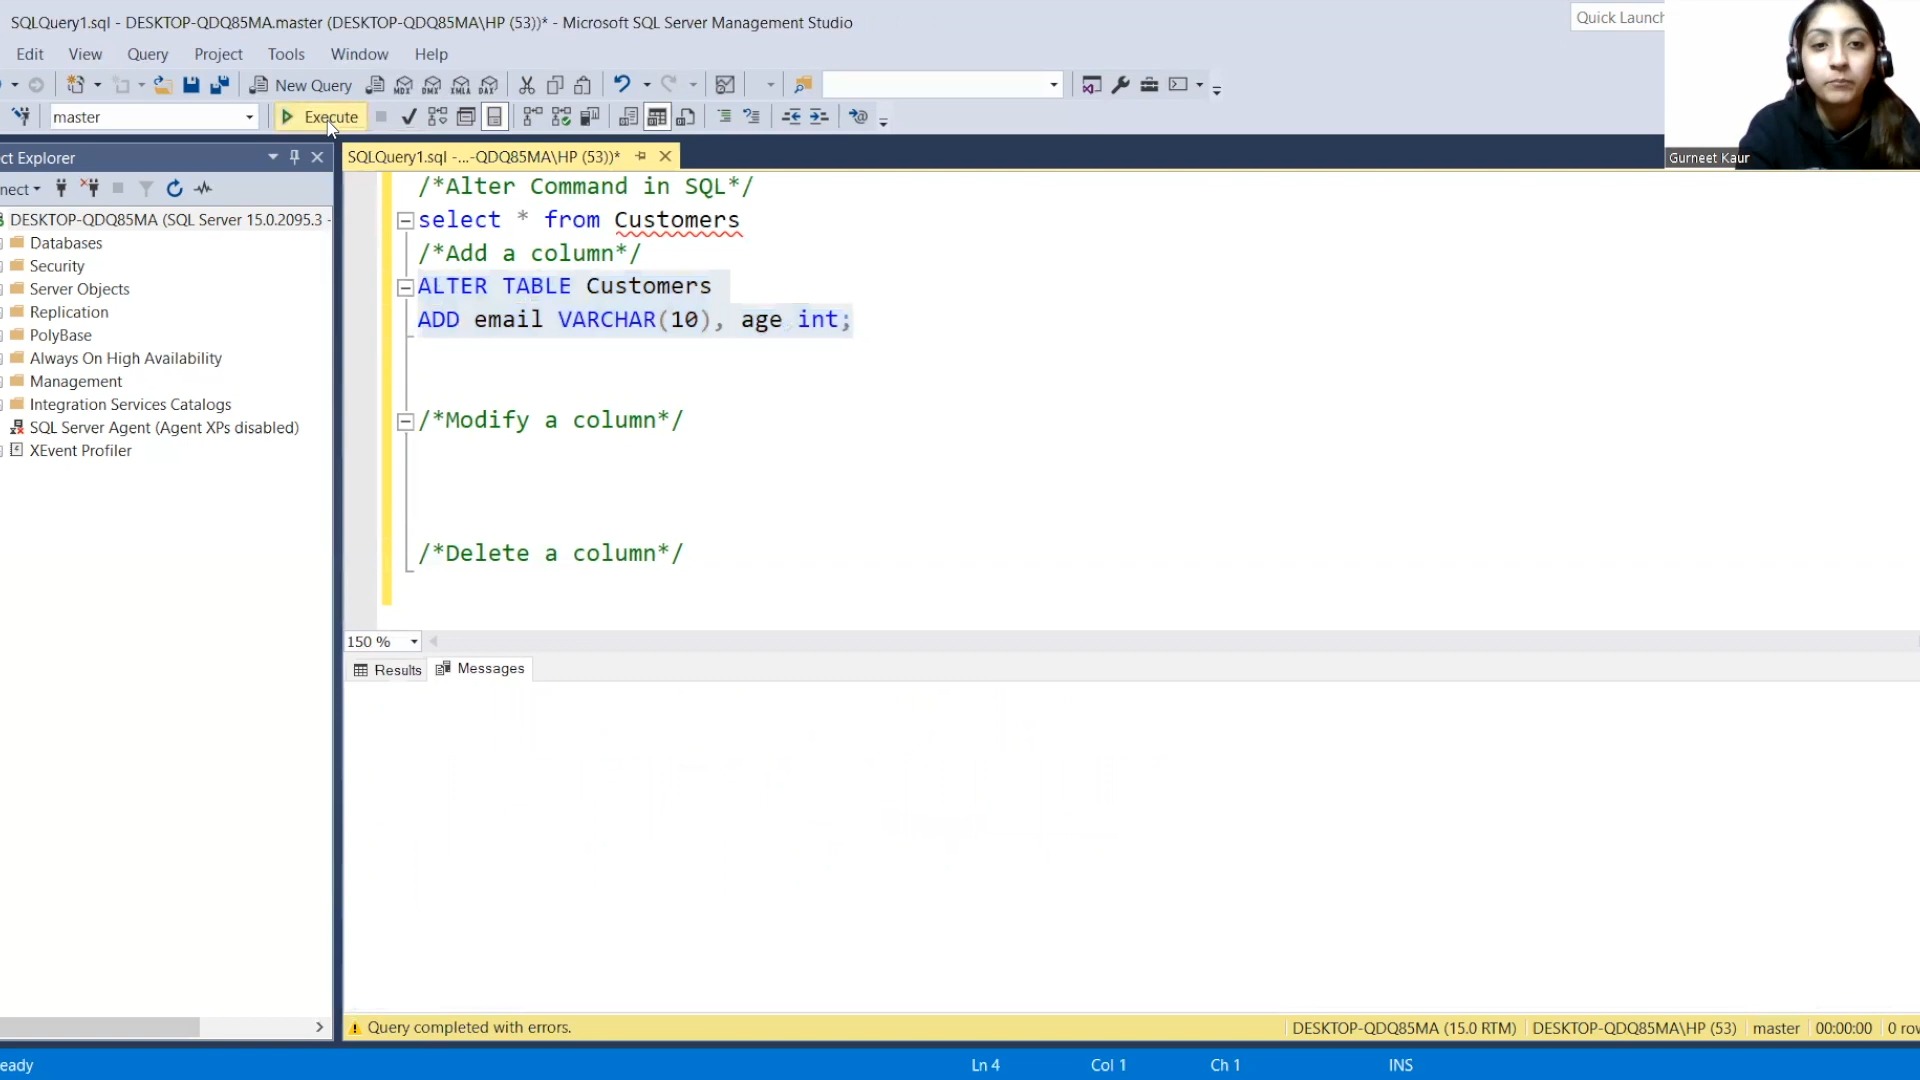 SQLQuery1.sql - DESKTOP-QDQ85MA.master (DESKTOP-QDQ85MA\HP (53))* - Microsoft SQL Server Management Studio
Quick Launch
Edit View Query Project Tools Window Help
New Query
master
Execute
Gurneet Kaur
ct Explorer
SQLQuery1.sql -...-QDQ85MA\HP (53))*
nect
DESKTOP-QDQ85MA (SQL Server 15.0.2095.3 -
Databases
Security
Server Objects
Replication
PolyBase
Always On High Availability
Management
Integration Services Catalogs
SQL Server Agent (Agent XPs disabled)
XEvent Profiler
/*Alter Command in SQL*/
select * from Customers
/*Add a column*/
ALTER TABLE Customers
ADD email VARCHAR(10), age int;
/*Modify a column*/
/*Delete a column*/
150 %
Results Messages
Query completed with errors.
DESKTOP-QDQ85MA (15.0 RTM) DESKTOP-QDQ85MA\HP (53) master 00:00:00 0 rov
eady
Ln 4 Col 1 Ch 1 INS